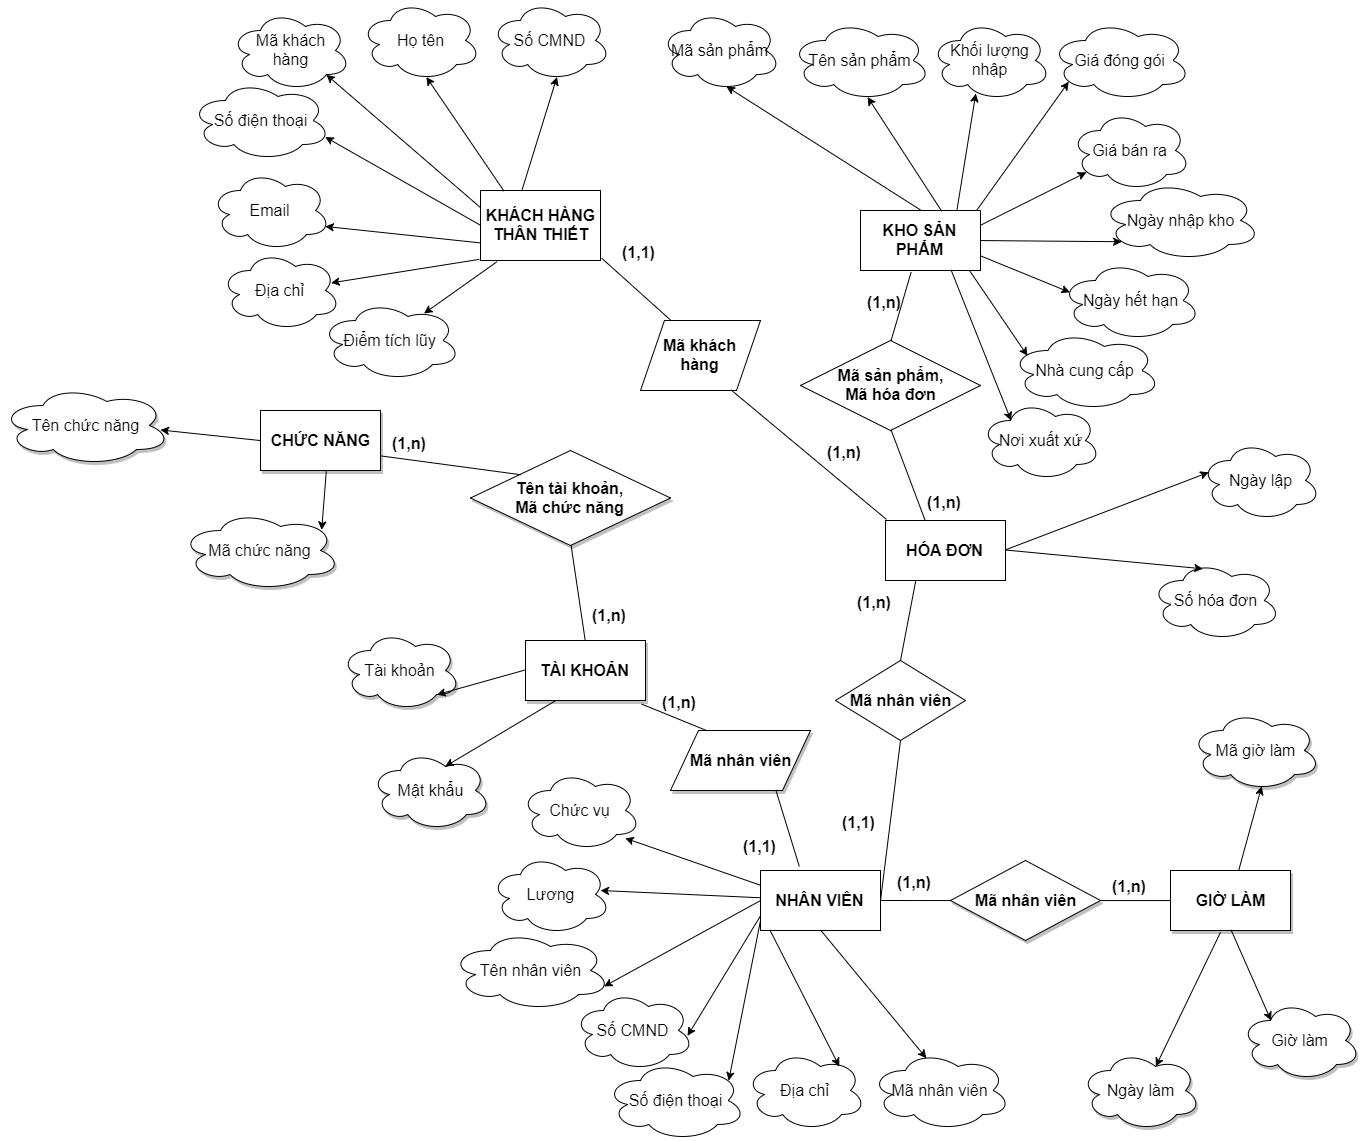 Mã khách
hàng
Họ tên
Số CMND
Số điện thoại
Email
Địa chỉ
Điểm tích lũy
KHÁCH HÀNG
THÂN THIẾT
(1,1)
Mã khách
hàng
(1,n)
Mã sản phẩm
Tên sản phẩm
Khối lượng
nhập
Giá đóng gói
Giá bán ra
Ngày nhập kho
Ngày hết hạn
Nhà cung cấp
Nơi xuất xứ
KHO SẢN
PHẨM
(1,n)
Mã sản phẩm,
Mã hóa đơn
(1,n)
Tên chức năng
CHỨC NĂNG
(1,n)
Mã chức năng
Tên tài khoản,
Mã chức năng
(1,n)
HÓA ĐƠN
Ngày lập
Số hóa đơn
(1,n)
Tài khoản
TÀI KHOẢN
Mật khẩu
(1,n)
Mã nhân viên
(1,1)
Mã nhân viên
(1,1)
Chức vụ
Lương
Tên nhân viên
Số CMND
Số điện thoại
Địa chỉ
Mã nhân viên
NHÂN VIÊN
(1,n)
Mã nhân viên
(1,n)
GIỜ LÀM
Mã giờ làm
Giờ làm
Ngày làm